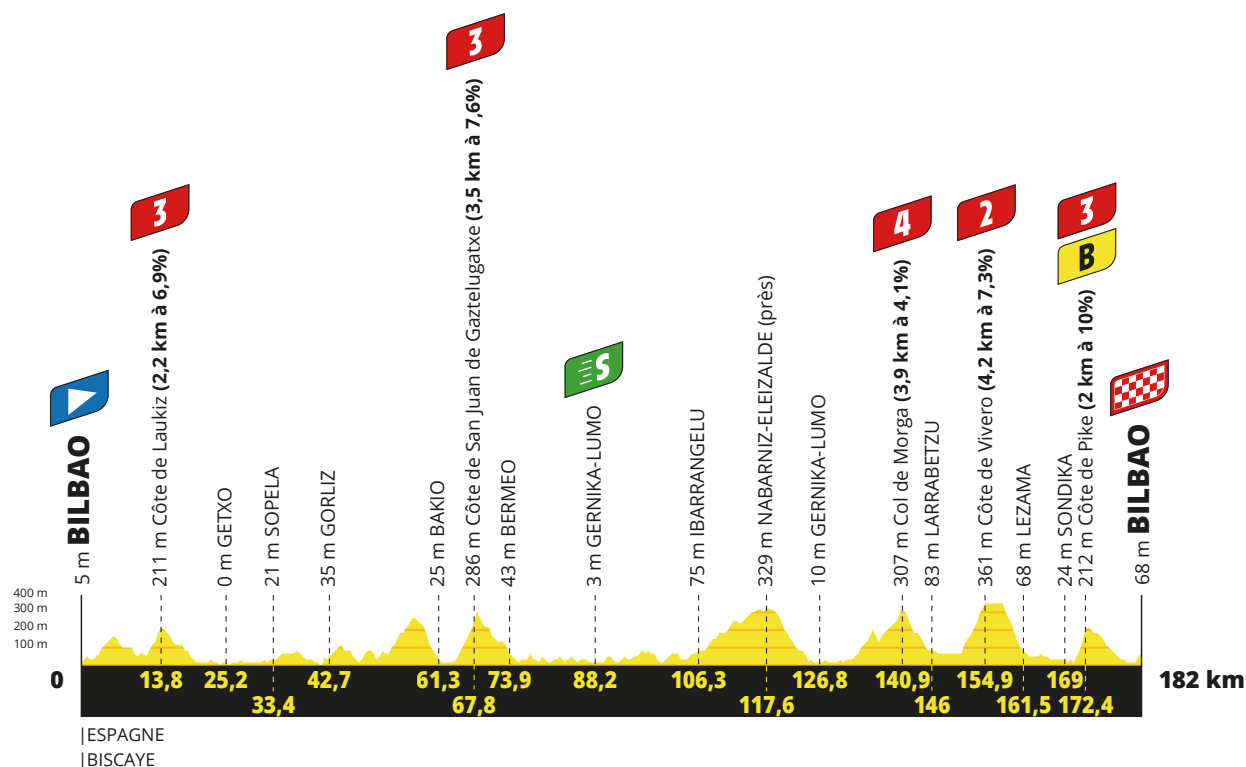 3
3
3
4
2
B
S
5 m BILBAO
211 m Côte de Laukiz (2,2 km à 6,9%)
0 m GETXO
21 m SOPELA
35 m GORLIZ
25 m BAKIO
286 m Côte de San Juan de Gaztelugatxe (3,5 km à 7,6%)
43 m BERMEO
3 m GERNIKA-LUMO
75 m IBARRANGELU
329 m NABARNIZ-ELEIZALDE (près)
10 m GERNIKA-LUMO
307 m Col de Morga (3,9 km à 4,1%)
83 m LARRABETZU
361 m Côte de Vivero (4,2 km à 7,3%)
68 m LEZAMA
24 m SONDIKA
212 m Côte de Pike (2 km à 10%)
68 m BILBAO
400 m
300 m
200 m
100 m
0 13,8 25,2 42,7 61,3 73,9 88,2 106,3 126,8 140,9 154,9 169 182 km
33,4 67,8 117,6 146 161,5 172,4
|ESPAGNE
|BISCAYE